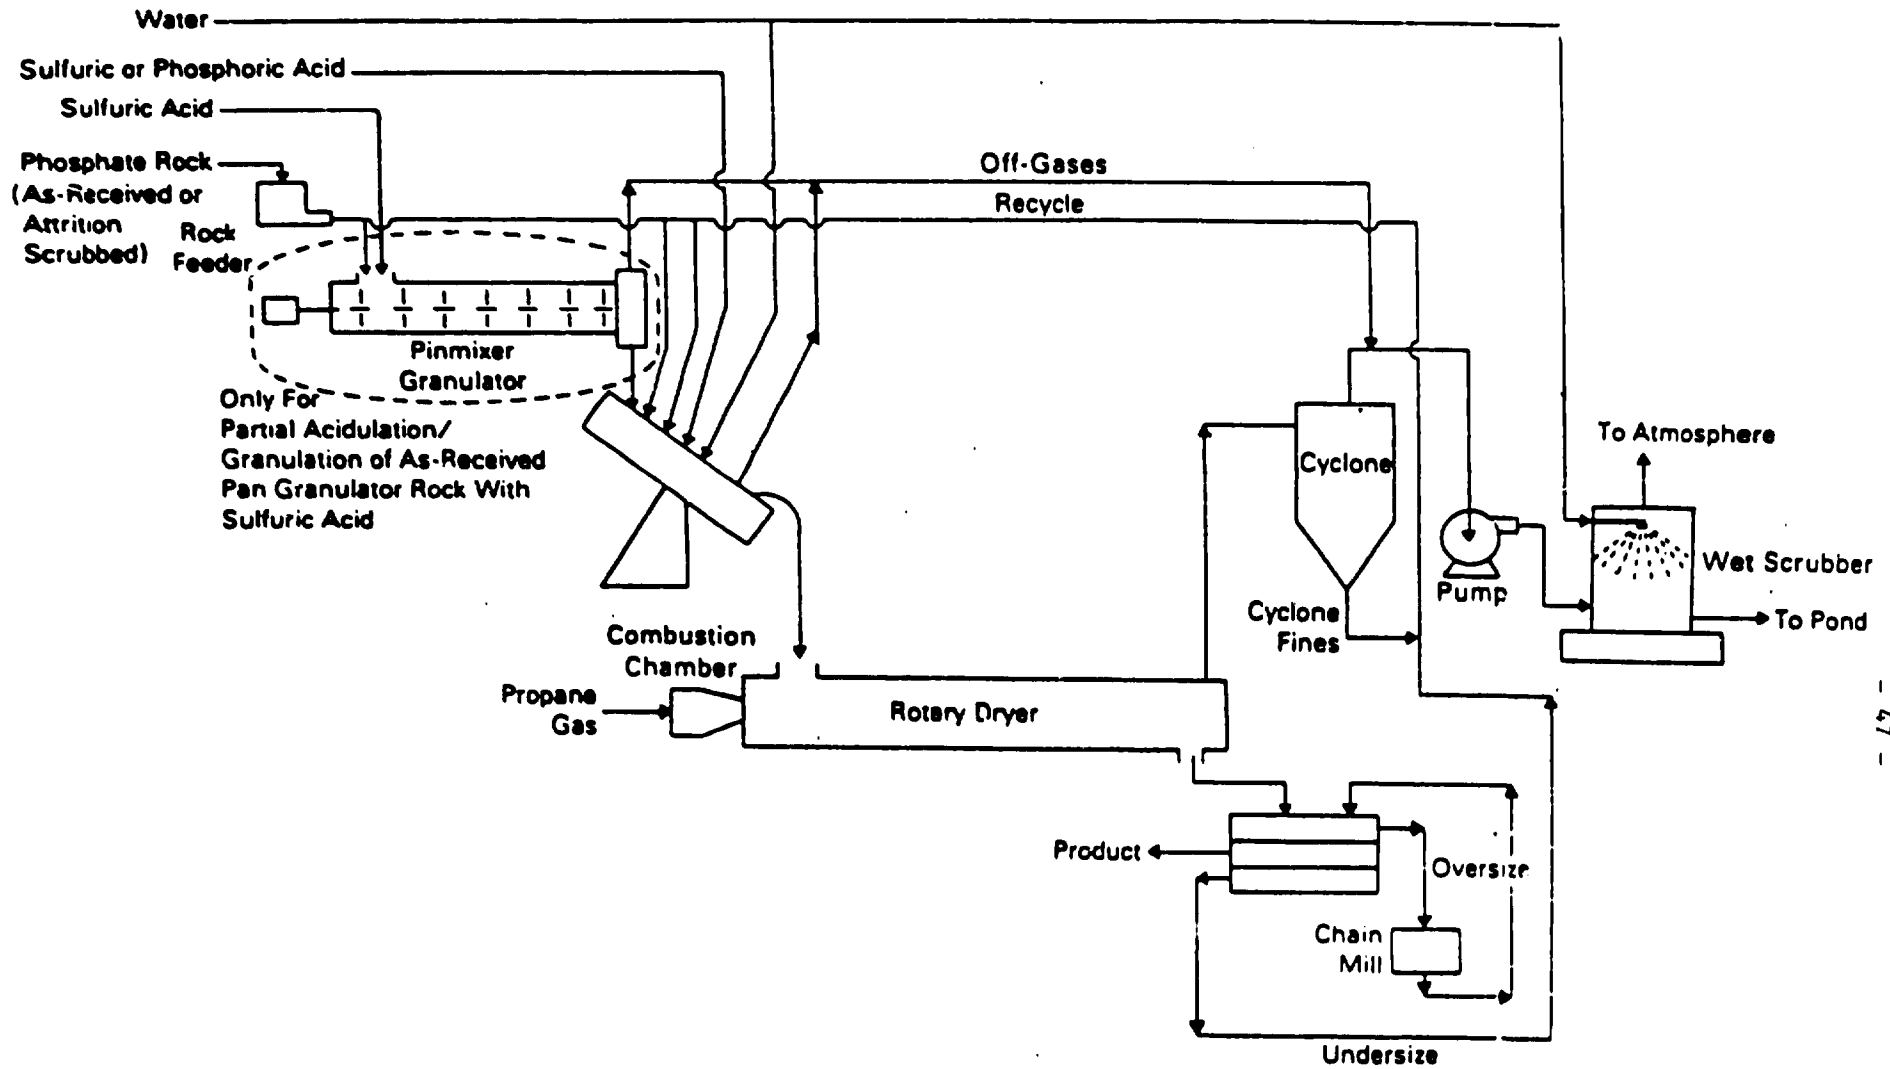 Water
Sulfuric or Phosphoric Acid
Sulfuric Acid
Phosphate Rock
(As-Received or
Attrition
Scrubbed)
Rock
Feeder
Off-Gases
Recycle
Pinmixer
Granulator
Only For
Partial Acidulation/
Granulation of As-Received
Pan Granulator Rock With
Sulfuric Acid
Cyclone
To Atmosphere
Wet Scrubber
Pump
To Pond
Cyclone
Fines
Combustion
Chamber
Propane
Gas
Rotary Dryer
- 47 -
Product
Oversize
Chain
Mill
Undersize